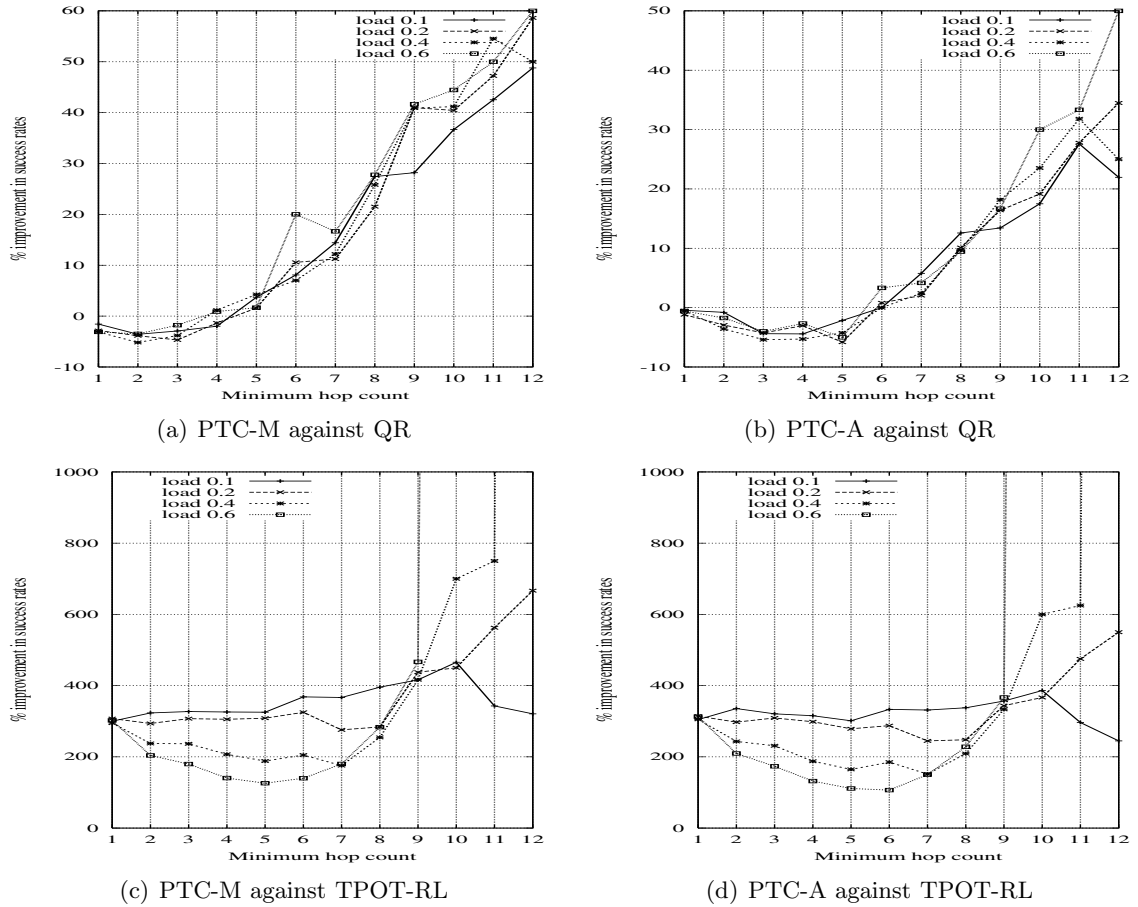 60
50
40
30
20
10
0
-10
% improvement in success rates
load 0.1
load 0.2
load 0.4
load 0.6
1 2 3 4 5 6 7 8 9 10 11 12
Minimum hop count
(a) PTC-M against QR
50
40
30
20
10
0
-10
% improvement in success rates
load 0.1
load 0.2
load 0.4
load 0.6
1 2 3 4 5 6 7 8 9 10 11 12
Minimum hop count
(b) PTC-A against QR
1000
800
600
400
200
0
% improvement in success rates
load 0.1
load 0.2
load 0.4
load 0.6
1 2 3 4 5 6 7 8 9 10 11 12
Minimum hop count
(c) PTC-M against TPOT-RL
1000
800
600
400
200
0
% improvement in success rates
load 0.1
load 0.2
load 0.4
load 0.6
1 2 3 4 5 6 7 8 9 10 11 12
Minimum hop count
(d) PTC-A against TPOT-RL